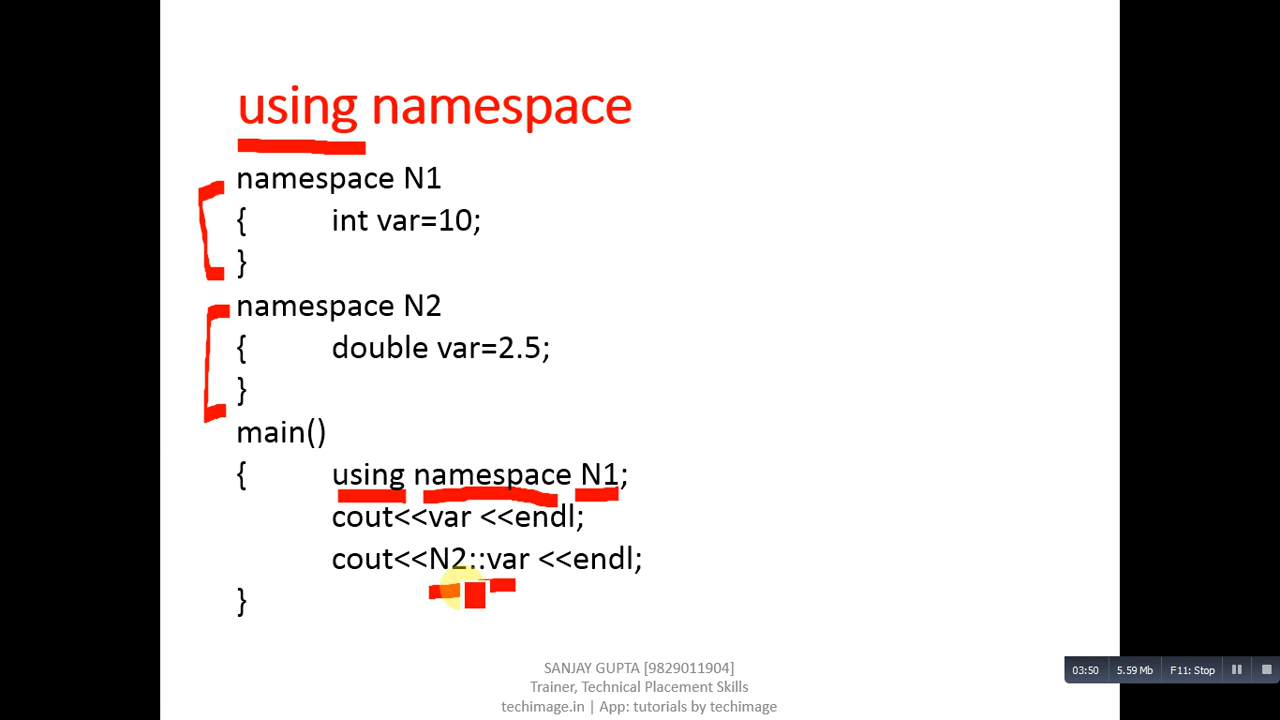 using namespace
namespace N1
{ int var=10;
}
namespace N2
{ double var=2.5;
}
main()
{ using namespace N1;
cout<<var <<endl;
cout<<N2::var <<endl;
}
SANJAY GUPTA [9829011904]
Trainer, Technical Placement Skills
techimage.in | App: tutorials by techimage
03:50 5.59 Mb F11: Stop